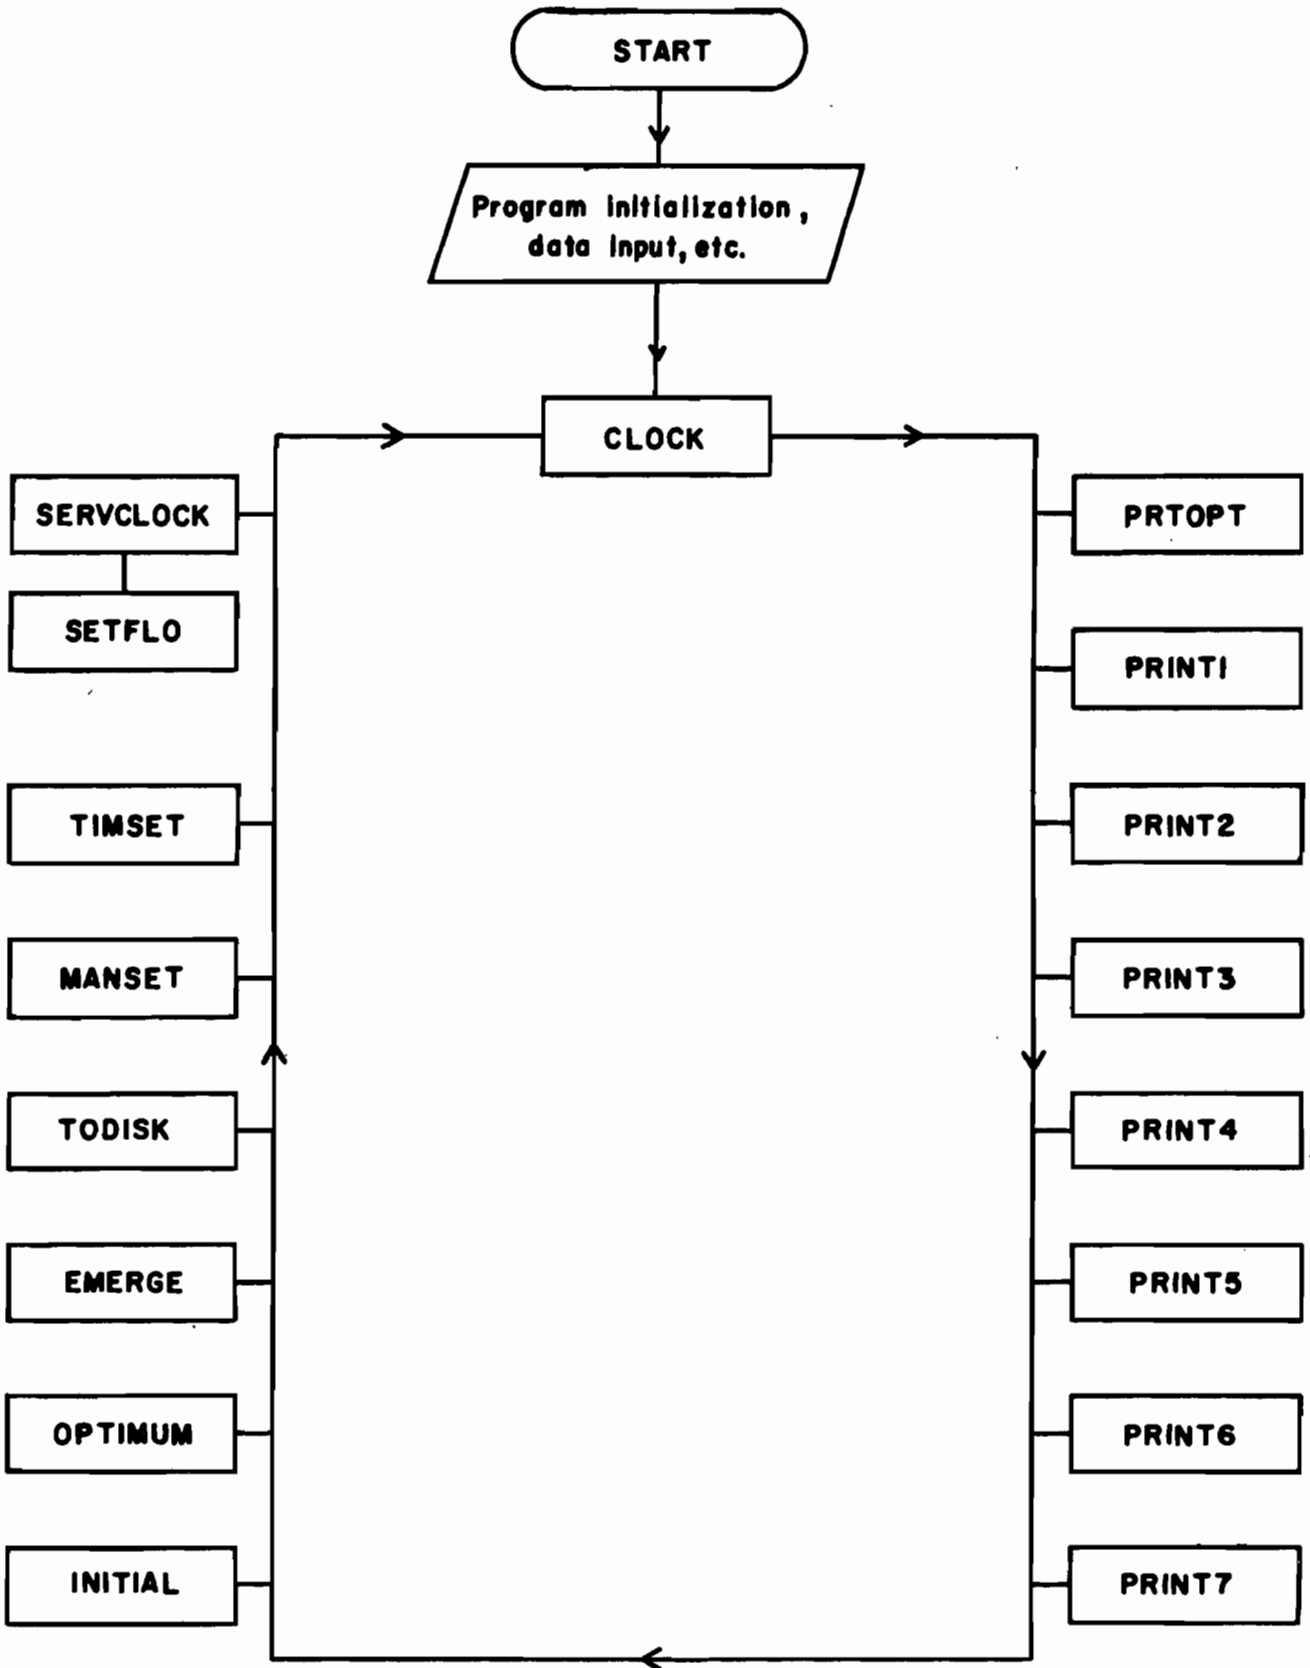 START
Program initialization,
data input, etc.
CLOCK
SERVCLOCK
SETFLO
TIMSET
MANSET
TODISK
EMERGE
OPTIMUM
INITIAL
PRTOPT
PRINT1
PRINT2
PRINT3
PRINT4
PRINT5
PRINT6
PRINT7